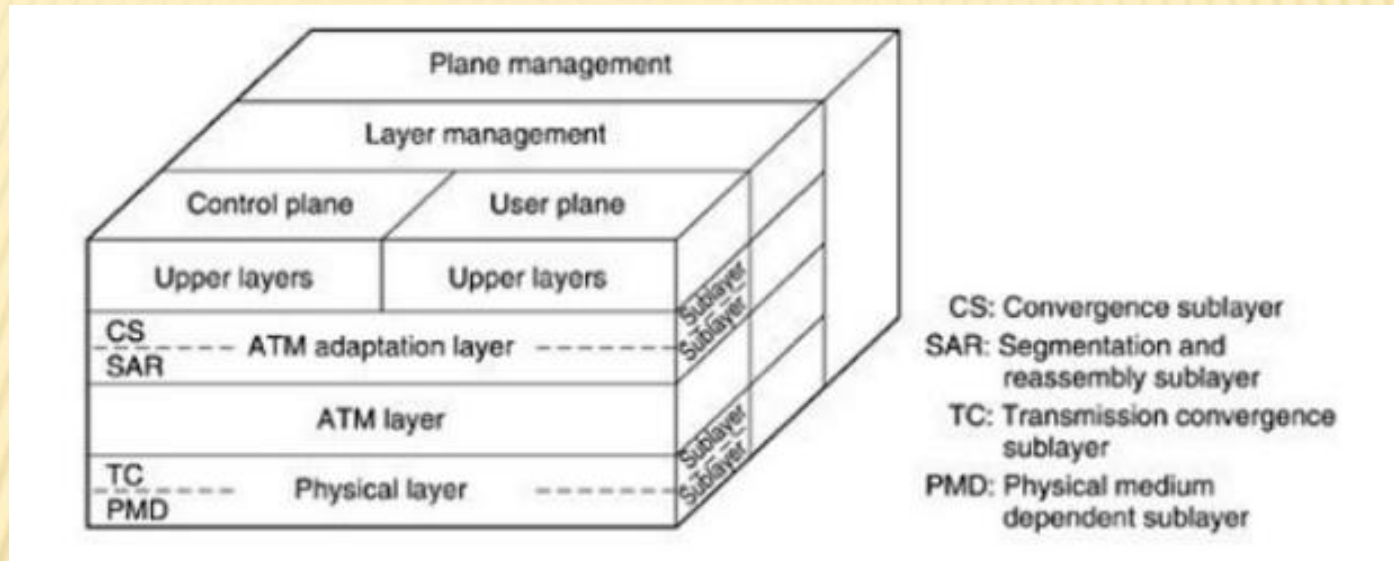 Plane management
Layer management
Control plane User plane
Upper layers Upper layers
Sublayer
Sublayer
CS
ATM adaptation layer
SAR
ATM layer
Sublayer
Sublayer
TC
Physical layer
PMD
CS: Convergence sublayer
SAR: Segmentation and
reassembly sublayer
TC: Transmission convergence
sublayer
PMD: Physical medium
dependent sublayer